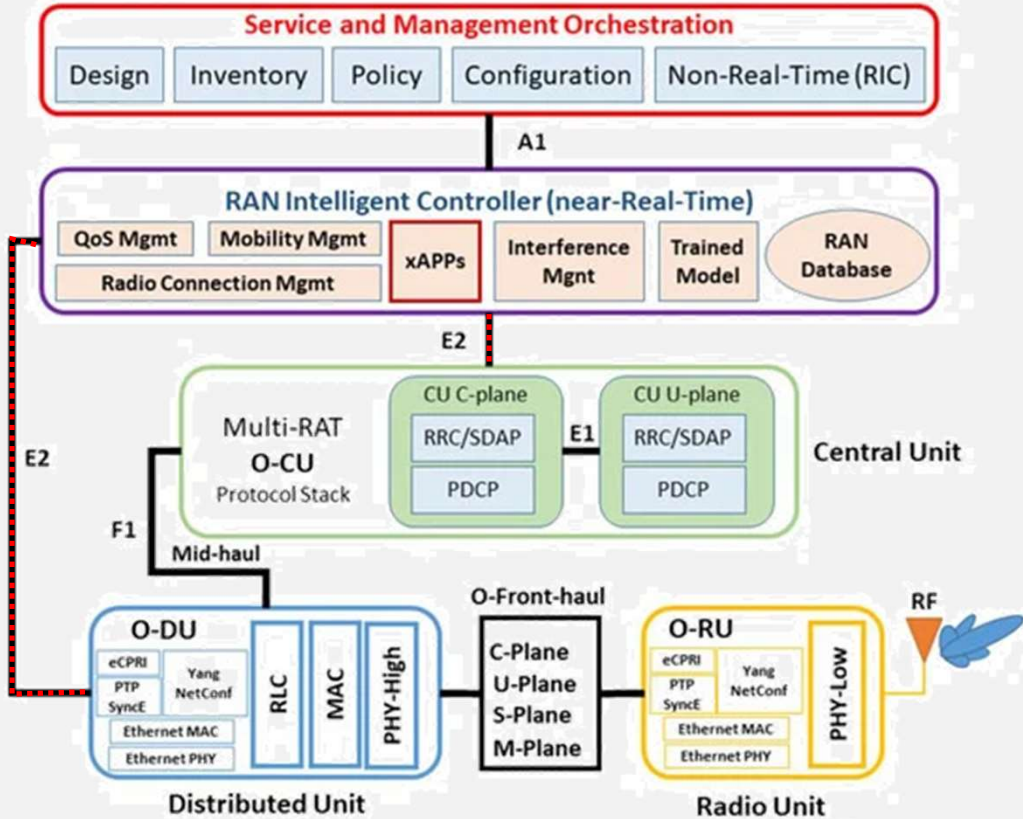 Service and Management Orchestration
Design
Inventory
Policy
Configuration
Non-Real-Time (RIC)
A1
RAN Intelligent Controller (near-Real-Time)
QoS Mgmt
Mobility Mgmt
Radio Connection Mgmt
xAPPs
Interference
Mgnt
Trained
Model
RAN
Database
E2
E2
Multi-RAT
O-CU
Protocol Stack
CU C-plane
RRC/SDAP
PDCP
E1
CU U-plane
RRC/SDAP
PDCP
Central Unit
F1
Mid-haul
O-DU
eCPRI
PTP
SyncE
Yang
NetConf
Ethernet MAC
Ethernet PHY
RLC
MAC
PHY-High
Distributed Unit
O-Front-haul
C-Plane
U-Plane
S-Plane
M-Plane
O-RU
eCPRI
PTP
SyncE
Yang
NetConf
Ethernet MAC
Ethernet PHY
PHY-Low
Radio Unit
RF